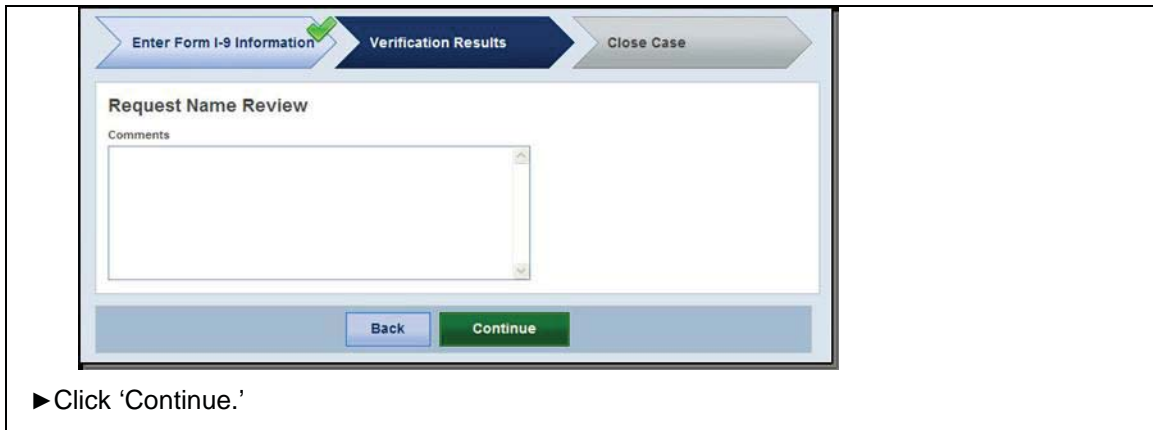 Enter Form I-9 Information
Verification Results
Close Case
Request Name Review
Comments
Back
Continue
►Click ‘Continue.’